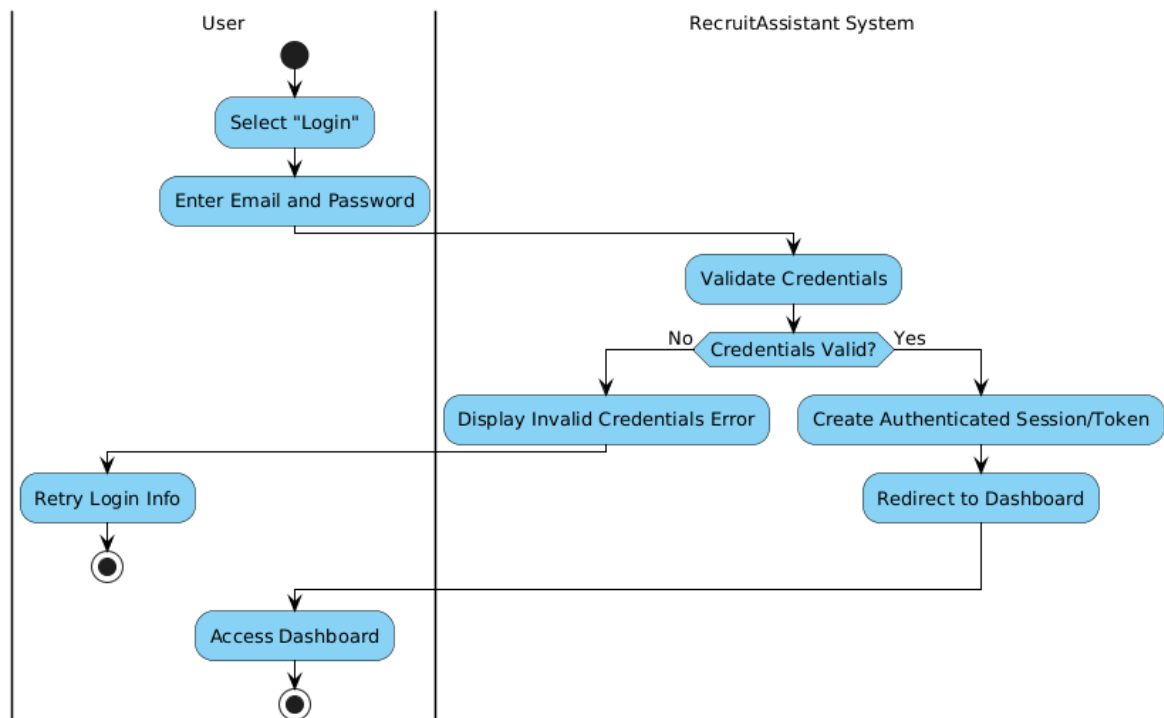 User
RecruitAssistant System
Select "Login"
Enter Email and Password
Validate Credentials
No
Credentials Valid?
Yes
Display Invalid Credentials Error
Create Authenticated Session/Token
Retry Login Info
Redirect to Dashboard
Access Dashboard